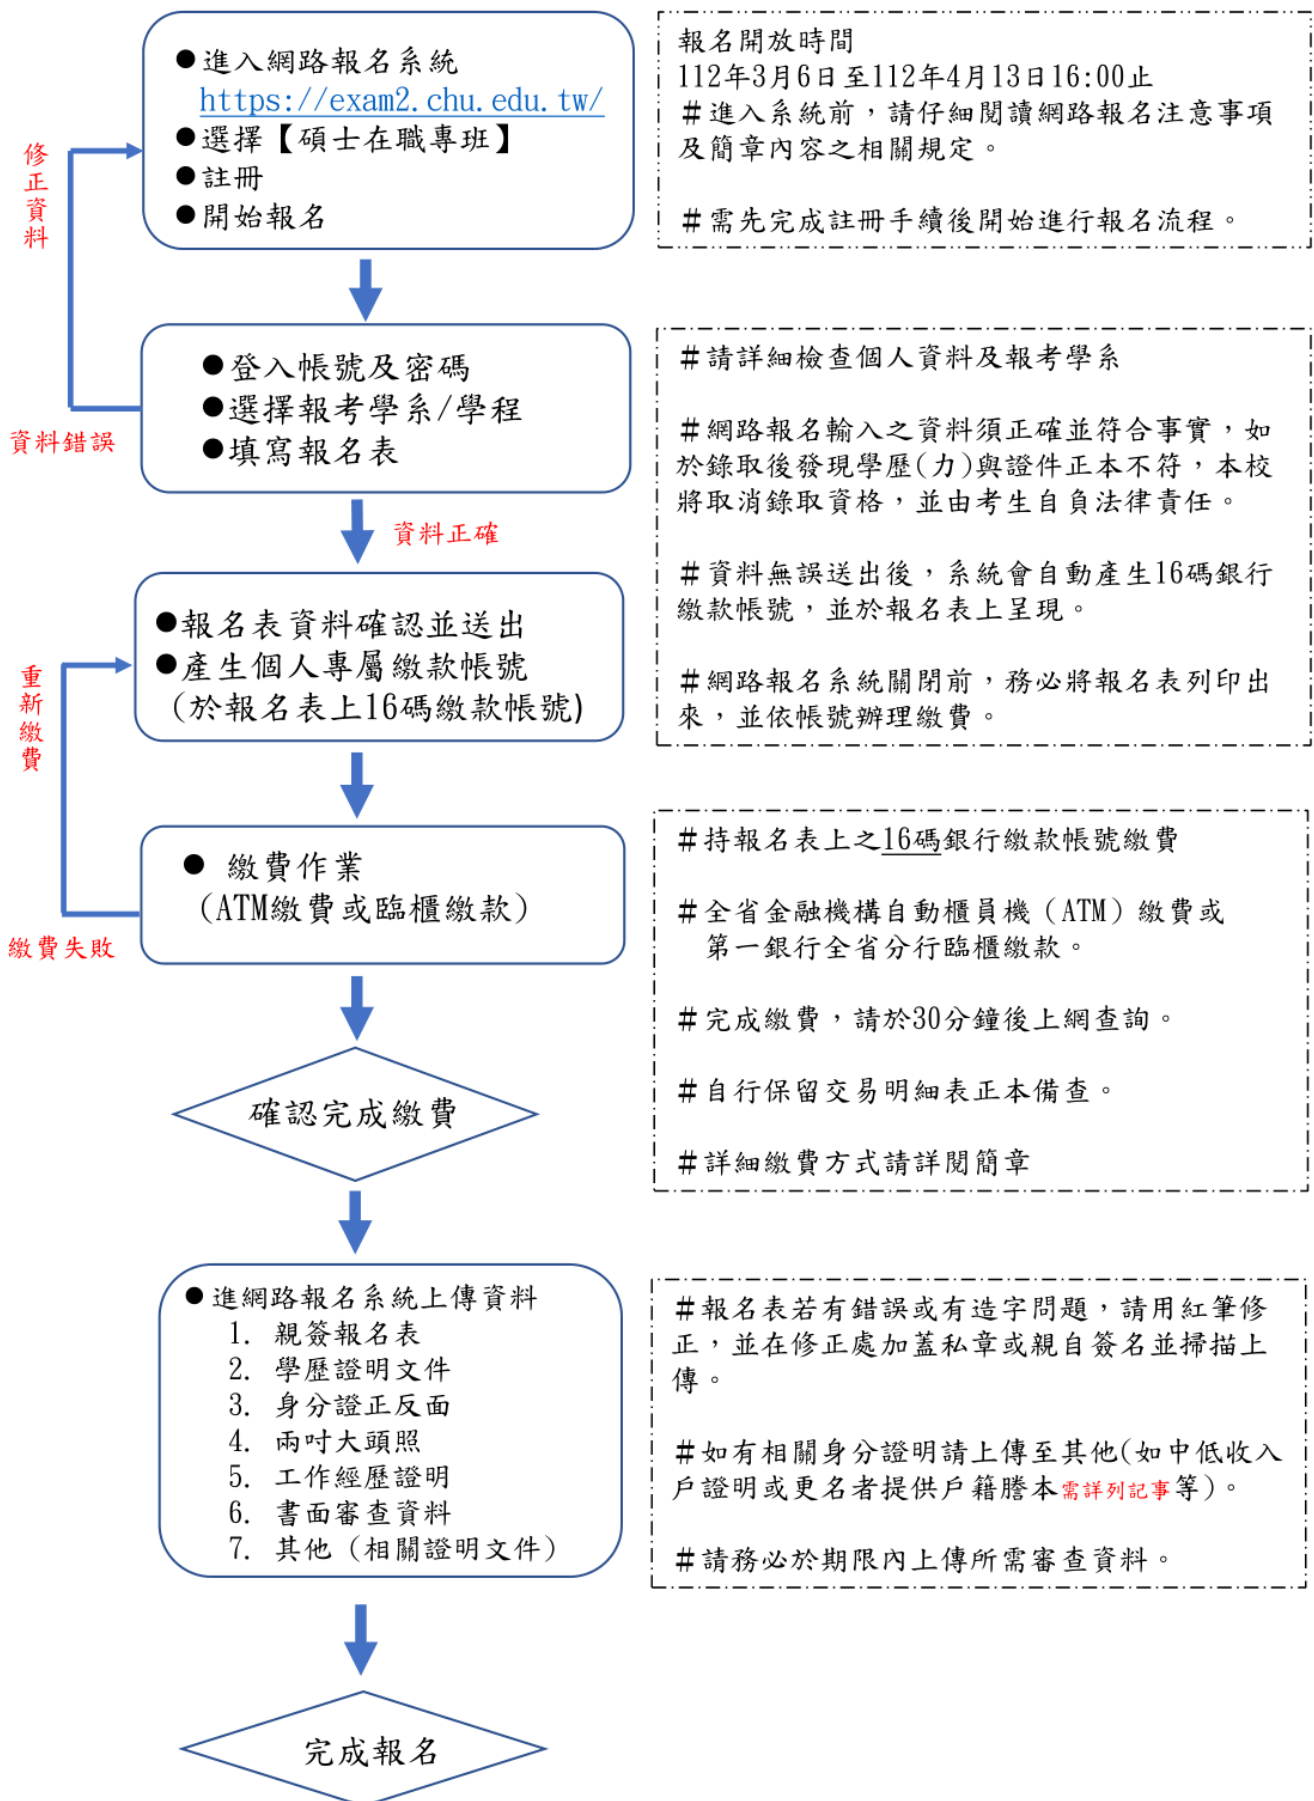 ●進入網路報名系統
https://exam2.chu.edu.tw/
●選擇【碩士在職專班】
●註冊
●開始報名
報名開放時間
112年3月6日至112年4月13日16:00止
#進入系統前，請仔細閱讀網路報名注意事項
及簡章內容之相關規定。
#需先完成註冊手續後開始進行報名流程。
修正資料
資料錯誤
●登入帳號及密碼
●選擇報考學系/學程
●填寫報名表
#請詳細檢查個人資料及報考學系
#網路報名輸入之資料須正確並符合事實，如
於錄取後發現學歷(力)與證件正本不符，本校
將取消錄取資格，並由考生自負法律責任。
#資料無誤送出後，系統會自動產生16碼銀行
繳款帳號，並於報名表上呈現。
#網路報名系統關閉前，務必將報名表列印出
來，並依帳號辦理繳費。
資料正確
●報名表資料確認並送出
●產生個人專屬繳款帳號
(於報名表上16碼繳款帳號)
重新繳費
繳費失敗
● 繳費作業
（ATM繳費或臨櫃繳款）
#持報名表上之16碼銀行繳款帳號繳費
#全省金融機構自動櫃員機（ATM）繳費或
第一銀行全省分行臨櫃繳款。
#完成繳費，請於30分鐘後上網查詢。
#自行保留交易明細表正本備查。
#詳細繳費方式請詳閱簡章
確認完成繳費
● 進網路報名系統上傳資料
1. 親簽報名表
2. 學歷證明文件
3. 身分證正反面
4. 兩吋大頭照
5. 工作經歷證明
6. 書面審查資料
7. 其他（相關證明文件）
#報名表若有錯誤或有造字問題，請用紅筆修
正，並在修正處加蓋私章或親自簽名並掃描上
傳。
#如有相關身分證明請上傳至其他(如中低收入
戶證明或更名者提供戶籍謄本需詳列記事等)。
#請務必於期限內上傳所需審查資料。
完成報名